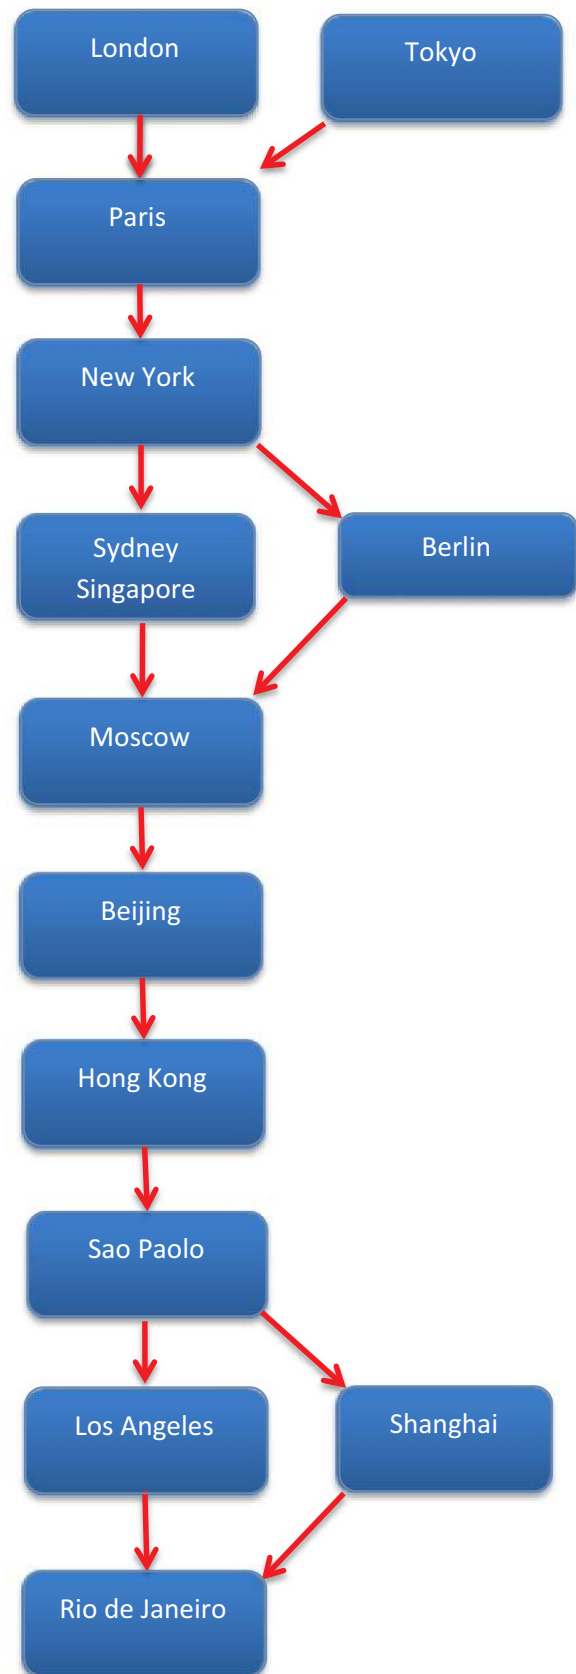 London
Tokyo
Paris
New York
Sydney
Singapore
Berlin
Moscow
Beijing
Hong Kong
Sao Paolo
Los Angeles
Shanghai
Rio de Janeiro